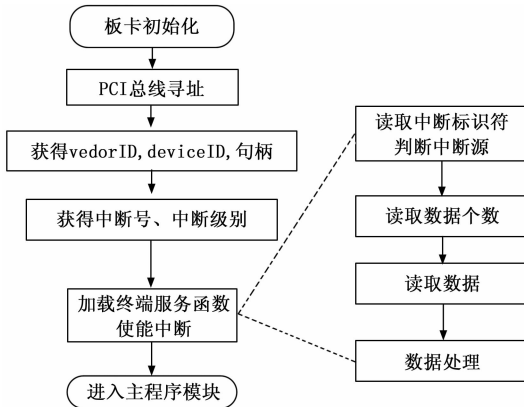 板卡初始化
PCI总线寻址
获得vedorID,deviceID,句柄
获得中断号、中断级别
加载终端服务函数
使能中断
进入主程序模块
读取中断标识符
判断中断源
读取数据个数
读取数据
数据处理